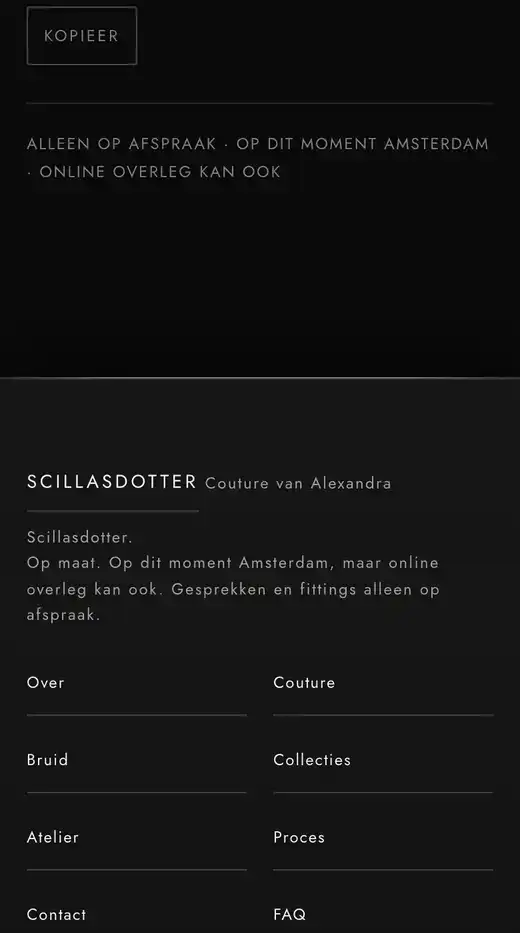 KOPIEER
ALLEEN OP AFSPRAAK · OP DIT MOMENT AMSTERDAM
· ONLINE OVERLEG KAN OOK
SCILLASDOTTER Couture van Alexandra
Scillasdotter.
Op maat. Op dit moment Amsterdam, maar online
overleg kan ook. Gesprekken en fittings alleen op
afspraak.
Over
Couture
Bruid
Collecties
Atelier
Proces
Contact
FAQ